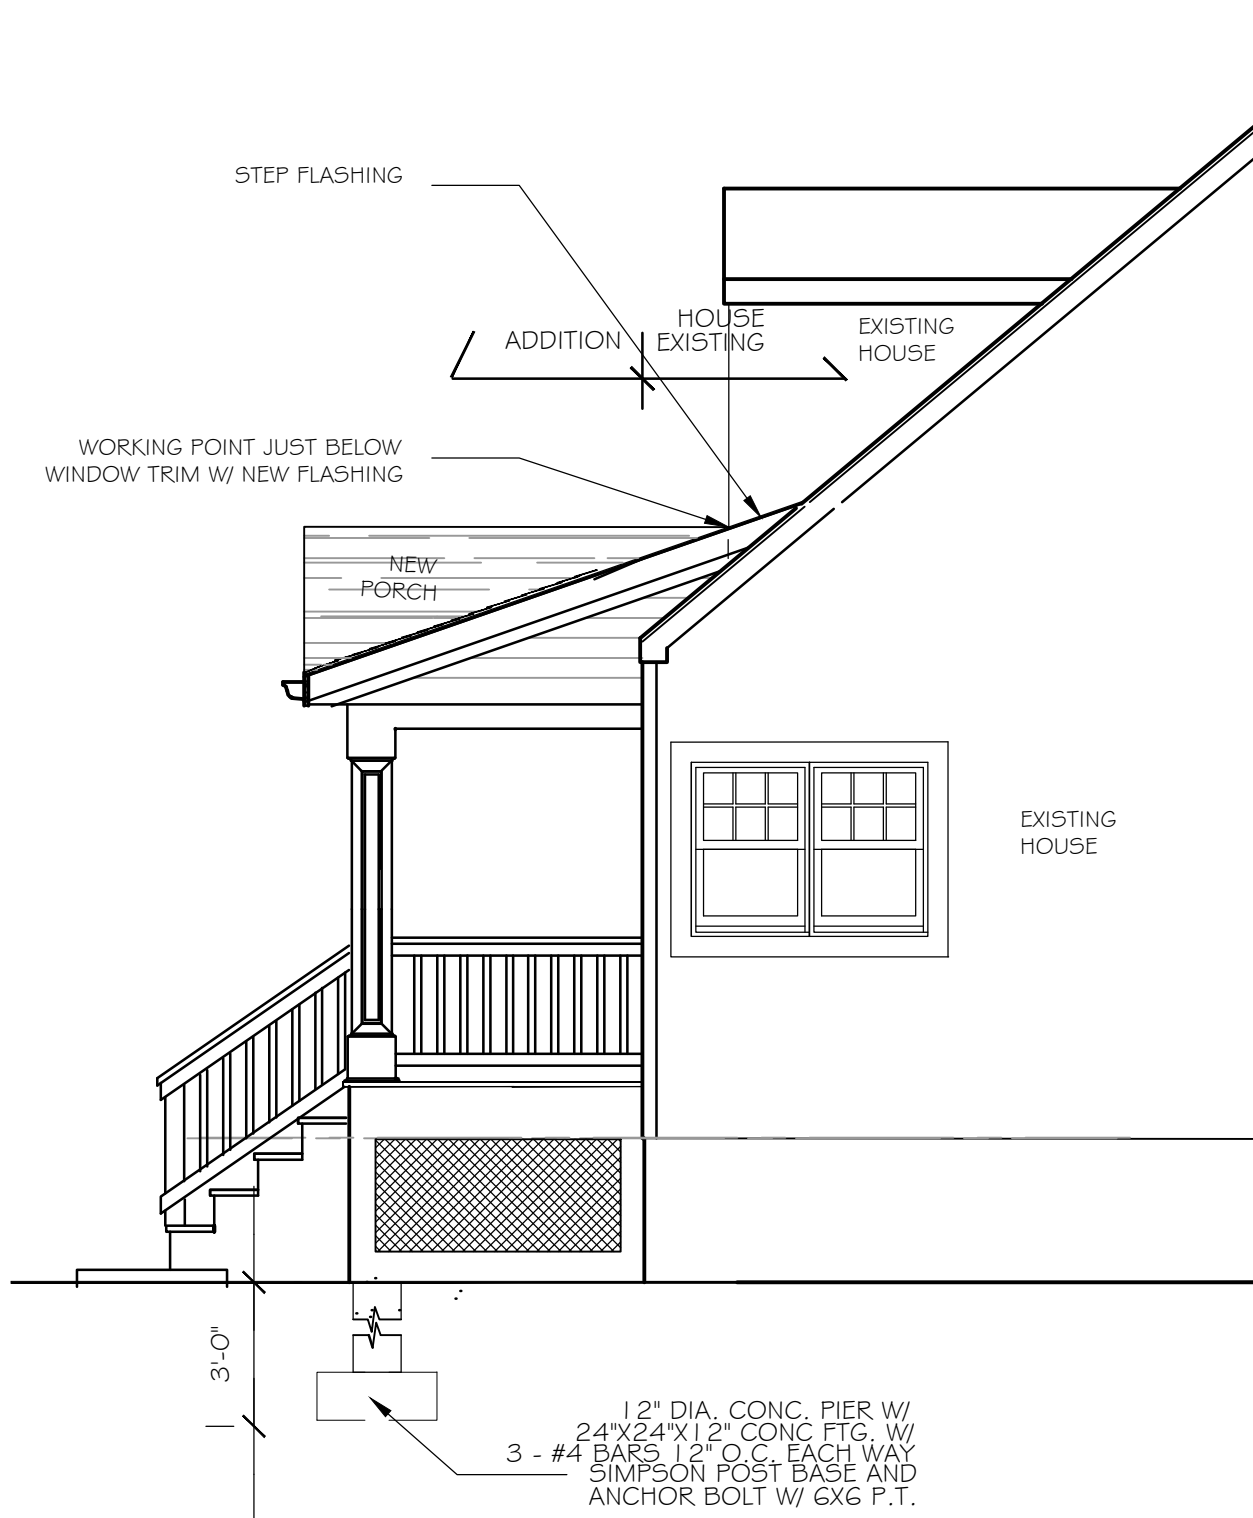 STEP FLASHING
HOUSE
ADDITION
EXISTING
EXISTING
HOUSE
WORKING POINT JUST BELOW
WINDOW TRIM W/ NEW FLASHING
NEW
PORCH
EXISTING
HOUSE
3'-0"
12" DIA. CONC. PIER W/
24"X24"X12" CONC FTG. W/
3 - #4 BARS 12" O.C. EACH WAY
SIMPSON POST BASE AND
ANCHOR BOLT W/ 6X6 P.T.